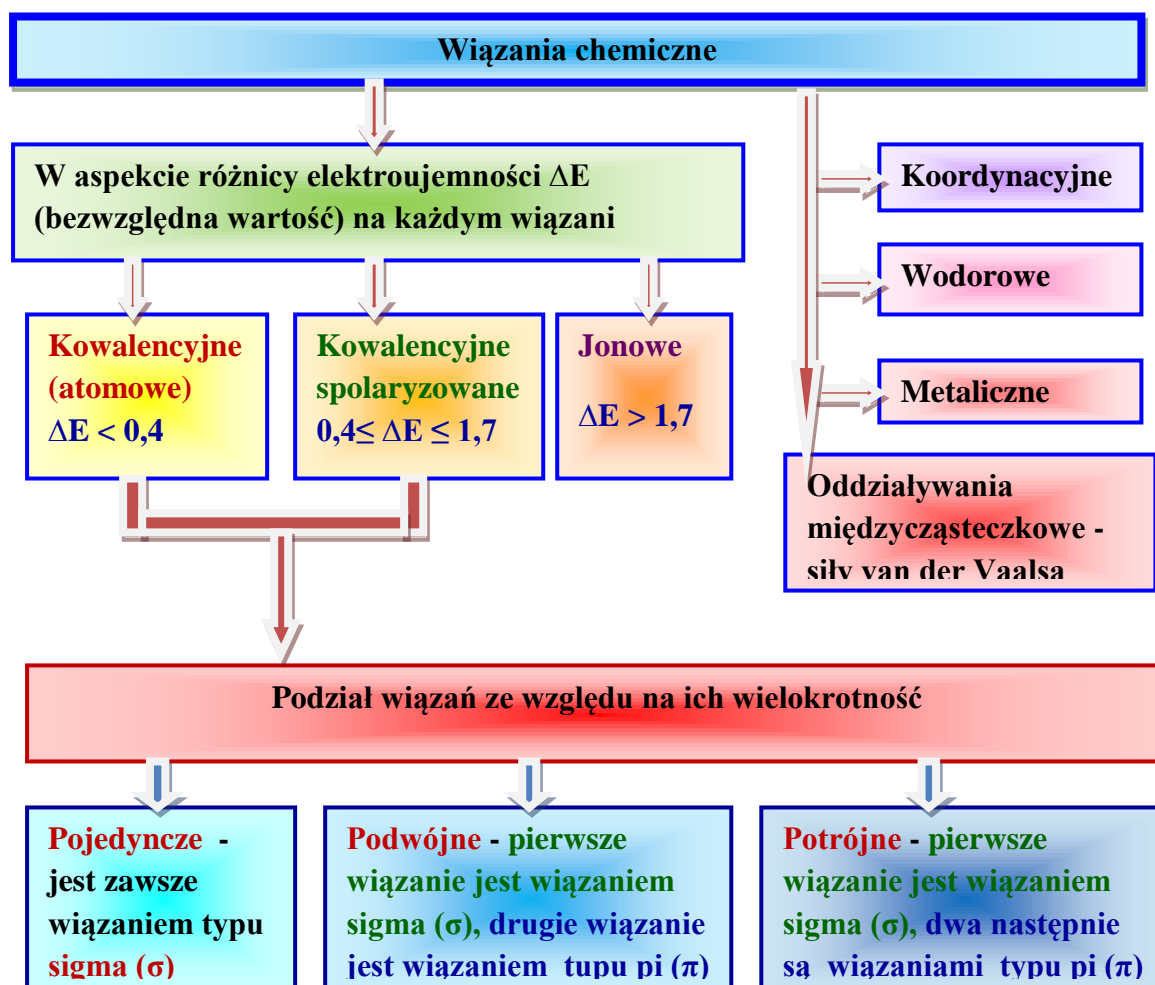 Wiązania chemiczne
W aspekcie różnicy elektroujemności ΔE
(bezwzględna wartość) na każdym wiązani
Koordynacyjne
Wodorowe
Metaliczne
Kowalencyjne
(atomowe)
ΔE < 0,4
Kowalencyjne
spolaryzowane
0,4≤ ΔE ≤ 1,7
Jonowe
ΔE > 1,7
Oddziaływania
międzycząsteczkowe -
siły van der Vaalsa
Podział wiązań ze względu na ich wielokrotność
Pojedyncze -
jest zawsze
wiązaniem typu
sigma (σ)
Podwójne - pierwsze
wiązanie jest wiązaniem
sigma (σ), drugie wiązanie
jest wiązaniem tupu pi (π)
Potrójne - pierwsze
wiązanie jest wiązaniem
sigma (σ), dwa następnie
są wiązaniami typu pi (π)